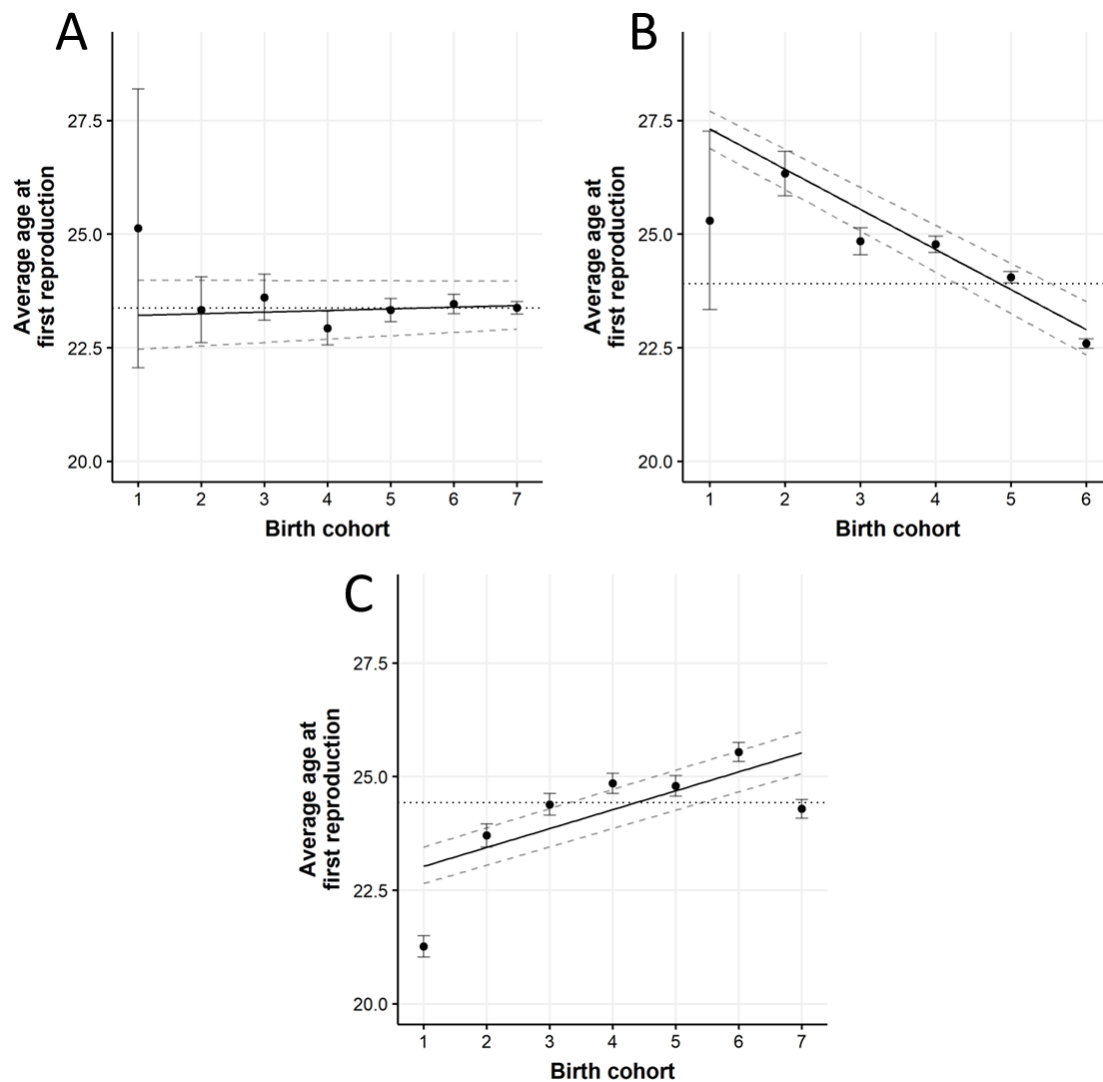 A
27.5
25.0
22.5
20.0
Average age at
first reproduction
1 2 3 4 5 6 7
Birth cohort
B
27.5
25.0
22.5
20.0
Average age at
first reproduction
1 2 3 4 5 6
Birth cohort
C
27.5
25.0
22.5
20.0
Average age at
first reproduction
1 2 3 4 5 6 7
Birth cohort